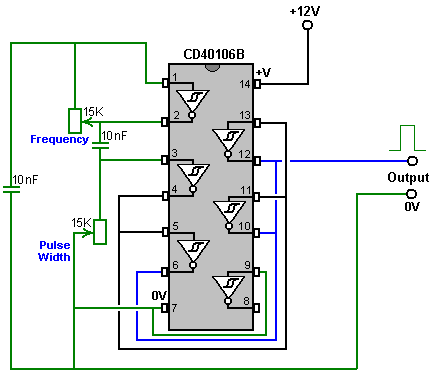 +12V
CD40106B
+V
1
14
15K
2
13
Frequency
10nF
3
12
10nF
Output
4
11
0V
15K
5
10
Pulse
Width
6
9
0V
7
8